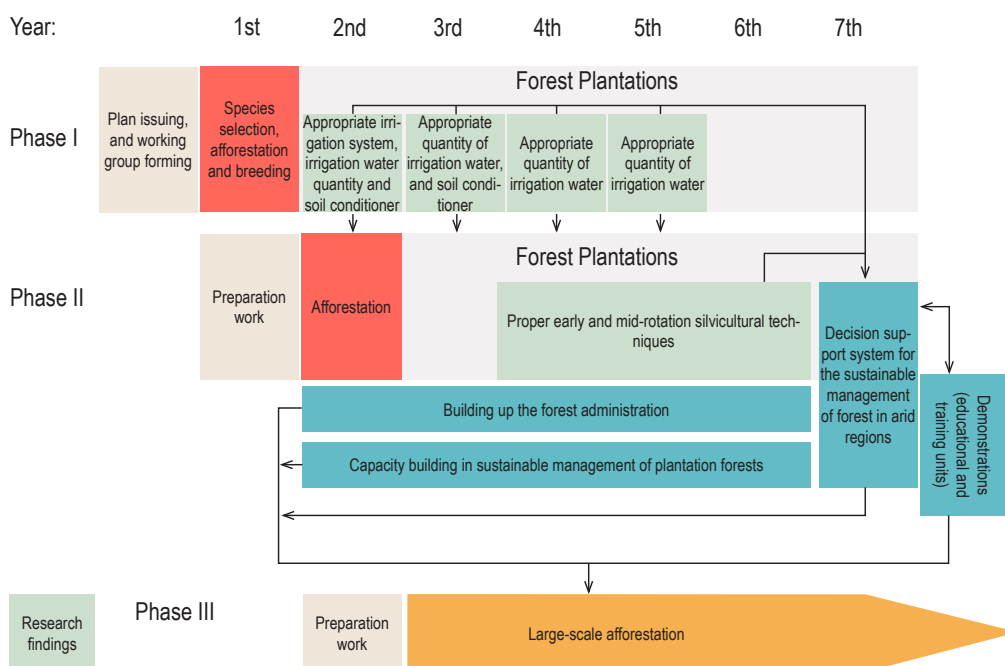 Year:
1st
2nd
3rd
4th
5th
6th
7th
Phase I
Plan issuing,
and working
group forming
Species
selection,
afforestation
and breeding
Forest Plantations
Appropriate irri-
gation system,
irrigation water
quantity and
soil conditioner
Appropriate
quantity of
irrigation water,
and soil condi-
tioner
Appropriate
quantity of
irrigation water
Appropriate
quantity of
irrigation water
Phase II
Preparation
work
Afforestation
Forest Plantations
Proper early and mid-rotation silvicultural tech-
niques
Decision sup-
port system for
the sustainable
management
of forest in arid
regions
Demonstrations
(educational and
training units)
Building up the forest administration
Capacity building in sustainable management of plantation forests
Research
findings
Phase III
Preparation
work
Large-scale afforestation